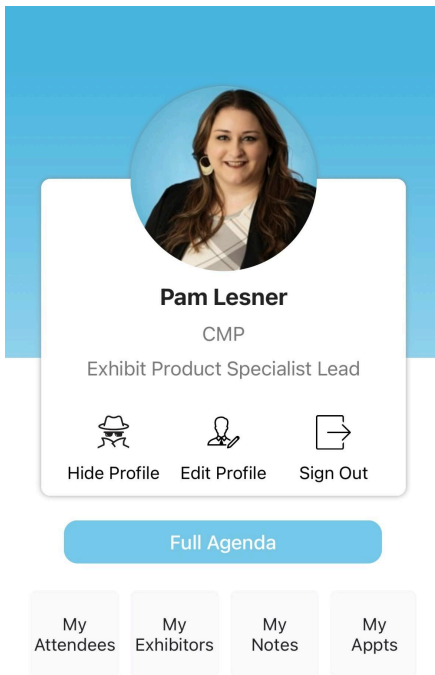 Pam Lesner
CMP
Exhibit Product Specialist Lead
Hide Profile Edit Profile Sign Out
Full Agenda
My My My My
Attendees Exhibitors Notes Appts